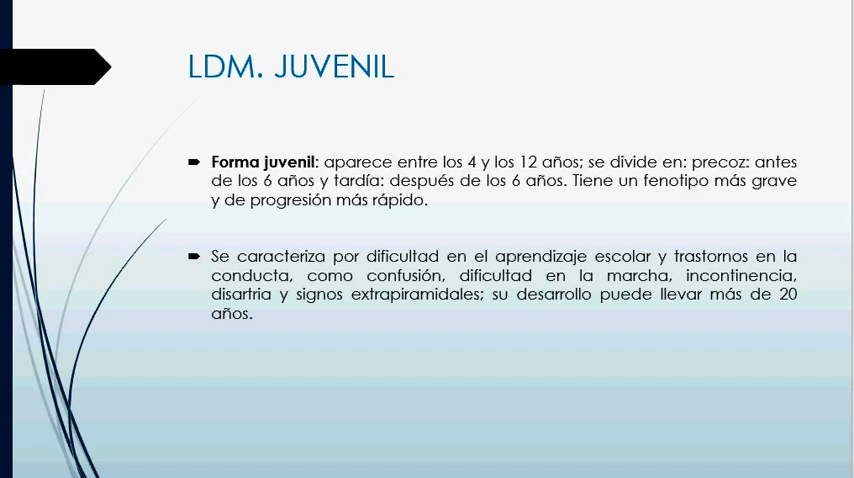 LDM. JUVENIL
Forma juvenil: aparece entre los 4 y los 12 años; se divide en: precoz: antes
de los 6 años y tardía: después de los 6 años. Tiene un fenotipo más grave
y de progresión más rápido.
Se caracteriza por dificultad en el aprendizaje escolar y trastornos en la
conducta, como confusión, dificultad en la marcha, incontinencia,
disartria y signos extrapiramidales; su desarrollo puede llevar más de 20
años.